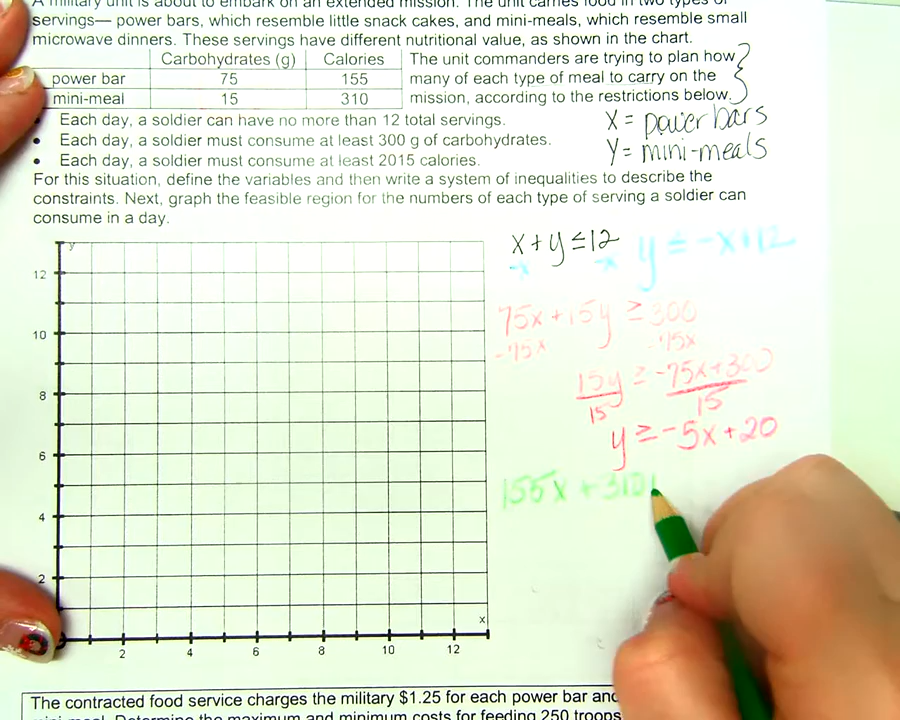 A military unit is about to embark on an extended mission. The unit carries food in two types of
servings— power bars, which resemble little snack cakes, and mini-meals, which resemble small
microwave dinners. These servings have different nutritional value, as shown in the chart.
Carbohydrates (g) Calories
power bar 75 155
mini-meal 15 310
The unit commanders are trying to plan how
many of each type of meal to carry on the
mission, according to the restrictions below.
• Each day, a soldier can have no more than 12 total servings.
• Each day, a soldier must consume at least 300 g of carbohydrates.
• Each day, a soldier must consume at least 2015 calories.
X = power bars
Y = mini-meals
For this situation, define the variables and then write a system of inequalities to describe the
constraints. Next, graph the feasible region for the numbers of each type of serving a soldier can
consume in a day.
y
12
10
8
6
4
2
x
2 4 6 8 10 12
x + y ≤ 12 y ≤ -x+12
-x -x
75x + 15y ≥ 300
-75x -75x
15y ≥ -75x+300
15 15
y ≥ -5x+20
155x + 310
The contracted food service charges the military $1.25 for each power bar and
mini-meal. Determine the maximum and minimum costs for feeding 250 troops